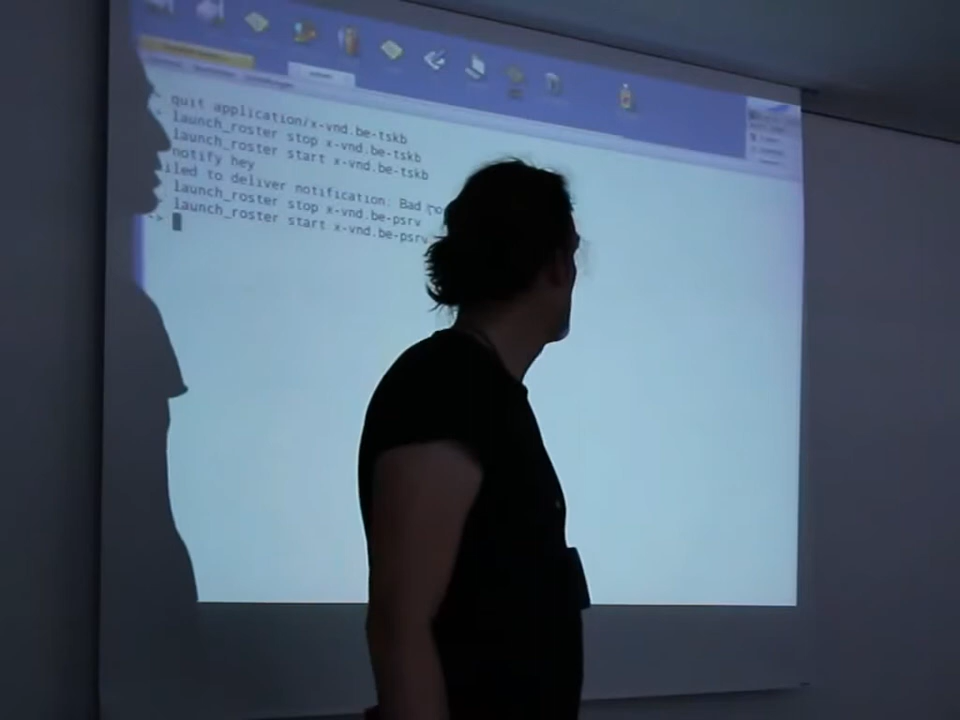 quit application/x-vnd.be-tskb
launch_roster stop x-vnd.be-tskb
launch_roster start x-vnd.be-tskb
notify hey
iled to deliver notification: Bad
launch_roster stop x-vnd.be-psrv
launch_roster start x-vnd.be-psrv